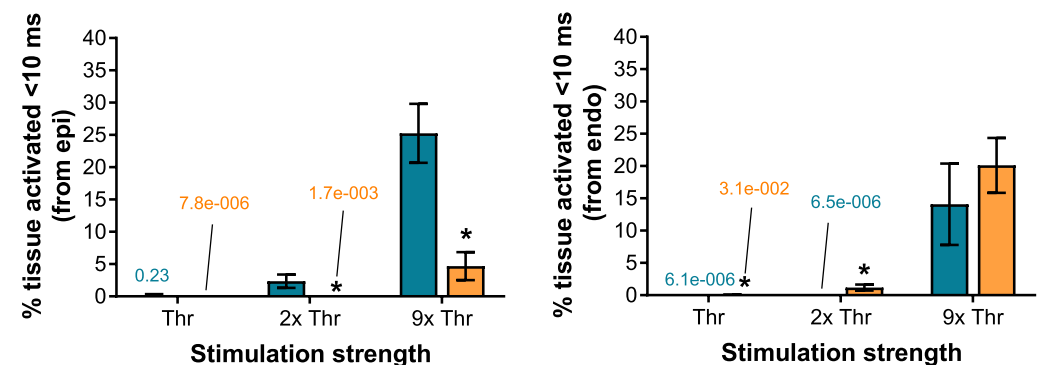 % tissue activated <10 ms
(from epi)
40
35
30
25
20
15
10
5
0
0.23
7.8e-006
1.7e-003
*
*
Thr
2x Thr
9x Thr
Stimulation strength
% tissue activated <10 ms
(from endo)
40
35
30
25
20
15
10
5
0
6.1e-006
3.1e-002
*
6.5e-006
*
Thr
2x Thr
9x Thr
Stimulation strength